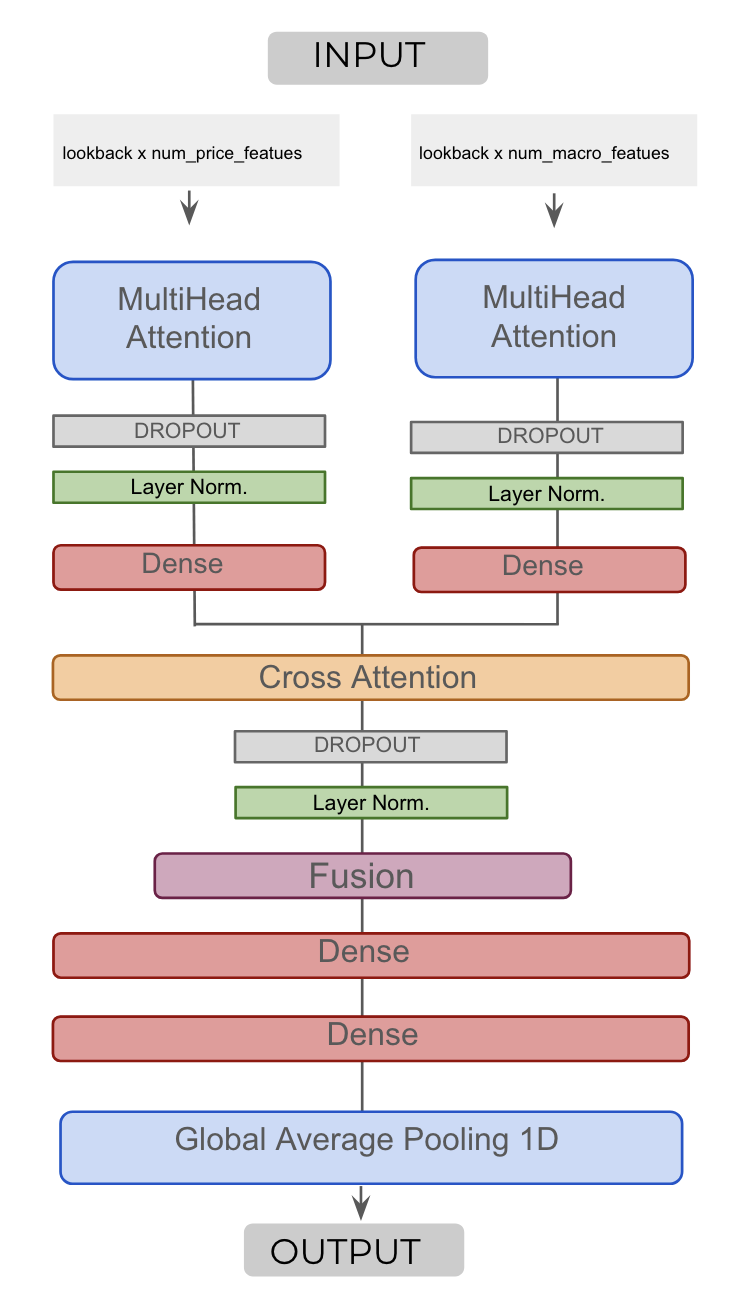 INPUT
lookback x num_price_featues
lookback x num_macro_featues
MultiHead
Attention
MultiHead
Attention
DROPOUT
DROPOUT
Layer Norm.
Layer Norm.
Dense
Dense
Cross Attention
DROPOUT
Layer Norm.
Fusion
Dense
Dense
Global Average Pooling 1D
OUTPUT